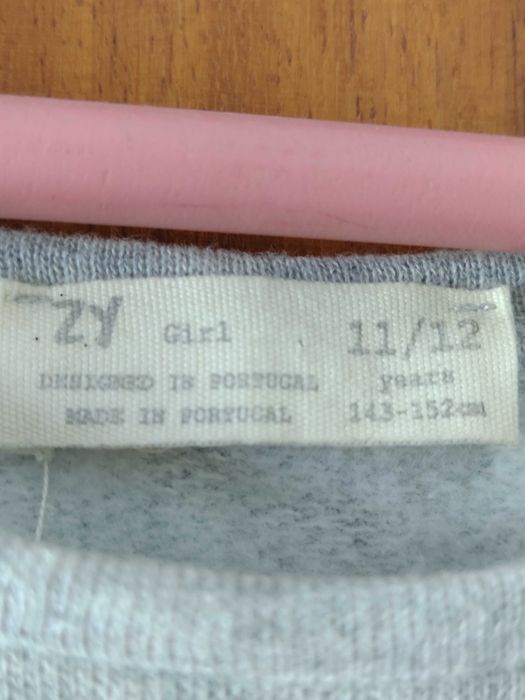 ZY Girl
11/12
years
143-152cm
DESIGNED IN PORTUGAL
MADE IN PORTUGAL